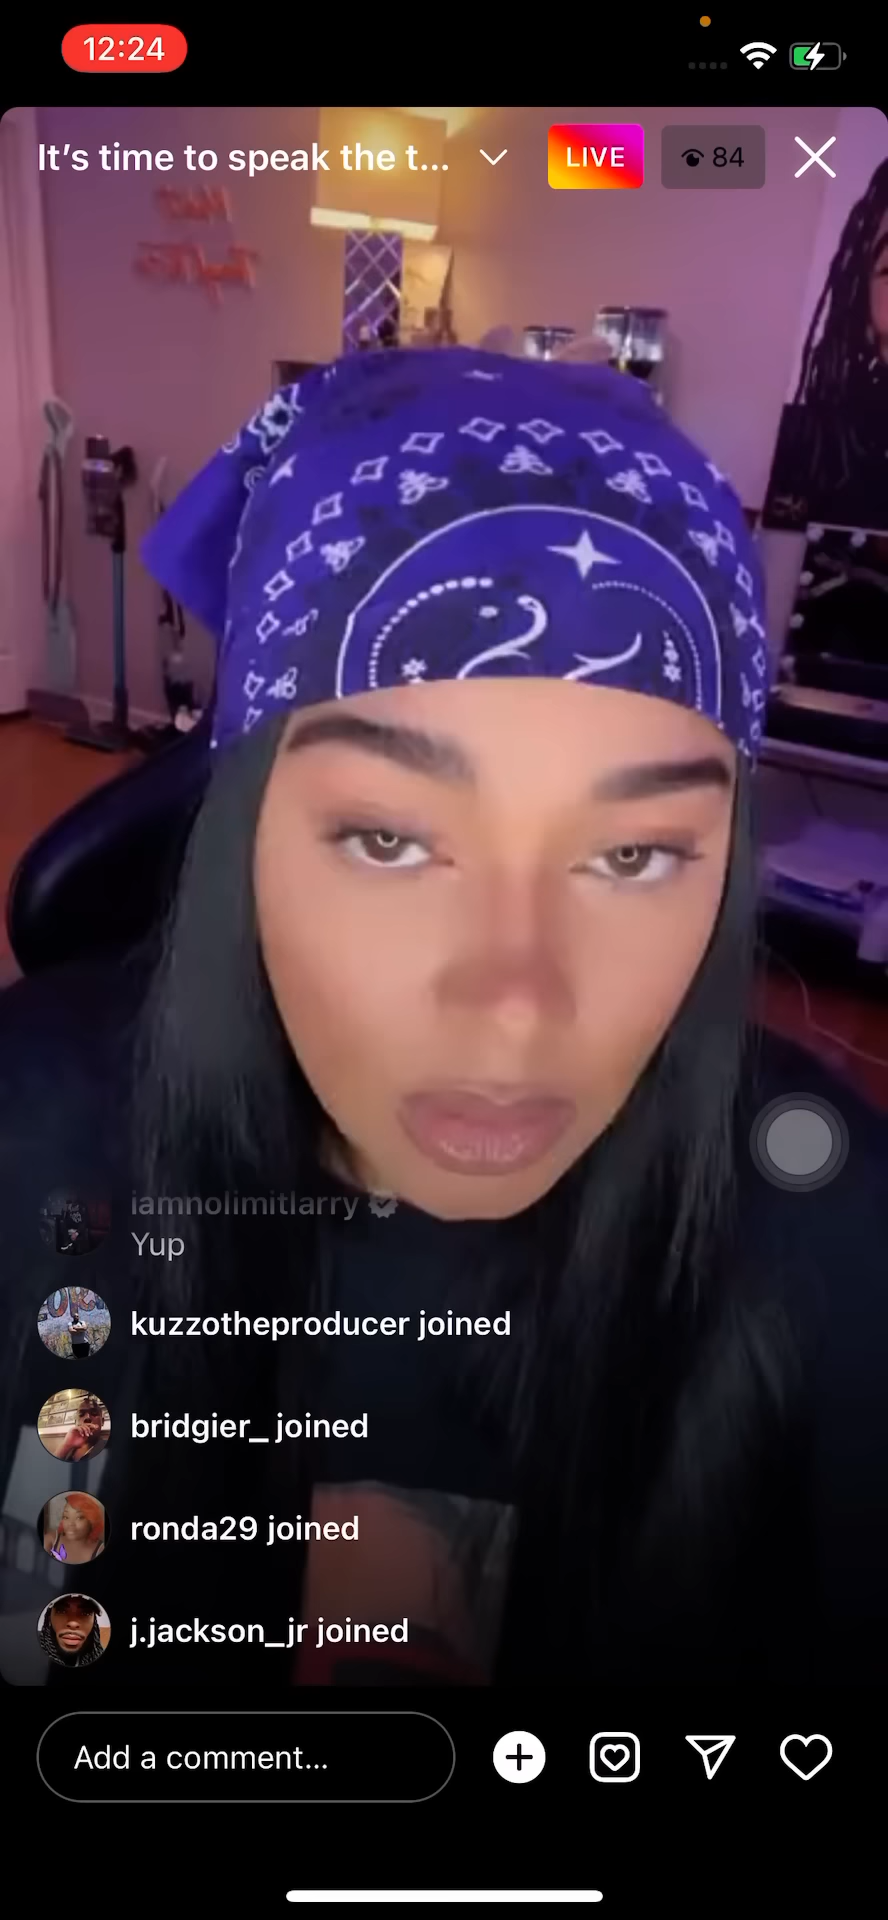 12:24
It's time to speak the t...
LIVE
84
iamnolimitlarry
Yup
kuzzotheproducer joined
bridgier_ joined
ronda29 joined
j.jackson_jr joined
Add a comment...